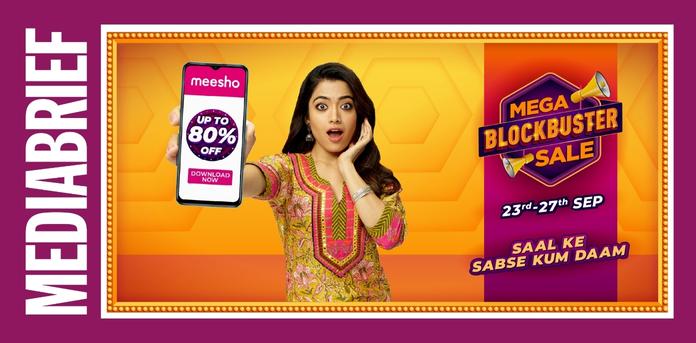 MEDIABRIEF
meesho
UP TO
80%
OFF
DOWNLOAD
NOW
MEGA
BLOCKBUSTER
SALE
23rd-27th SEP
SAAL KE
SABSE KUM DAAM